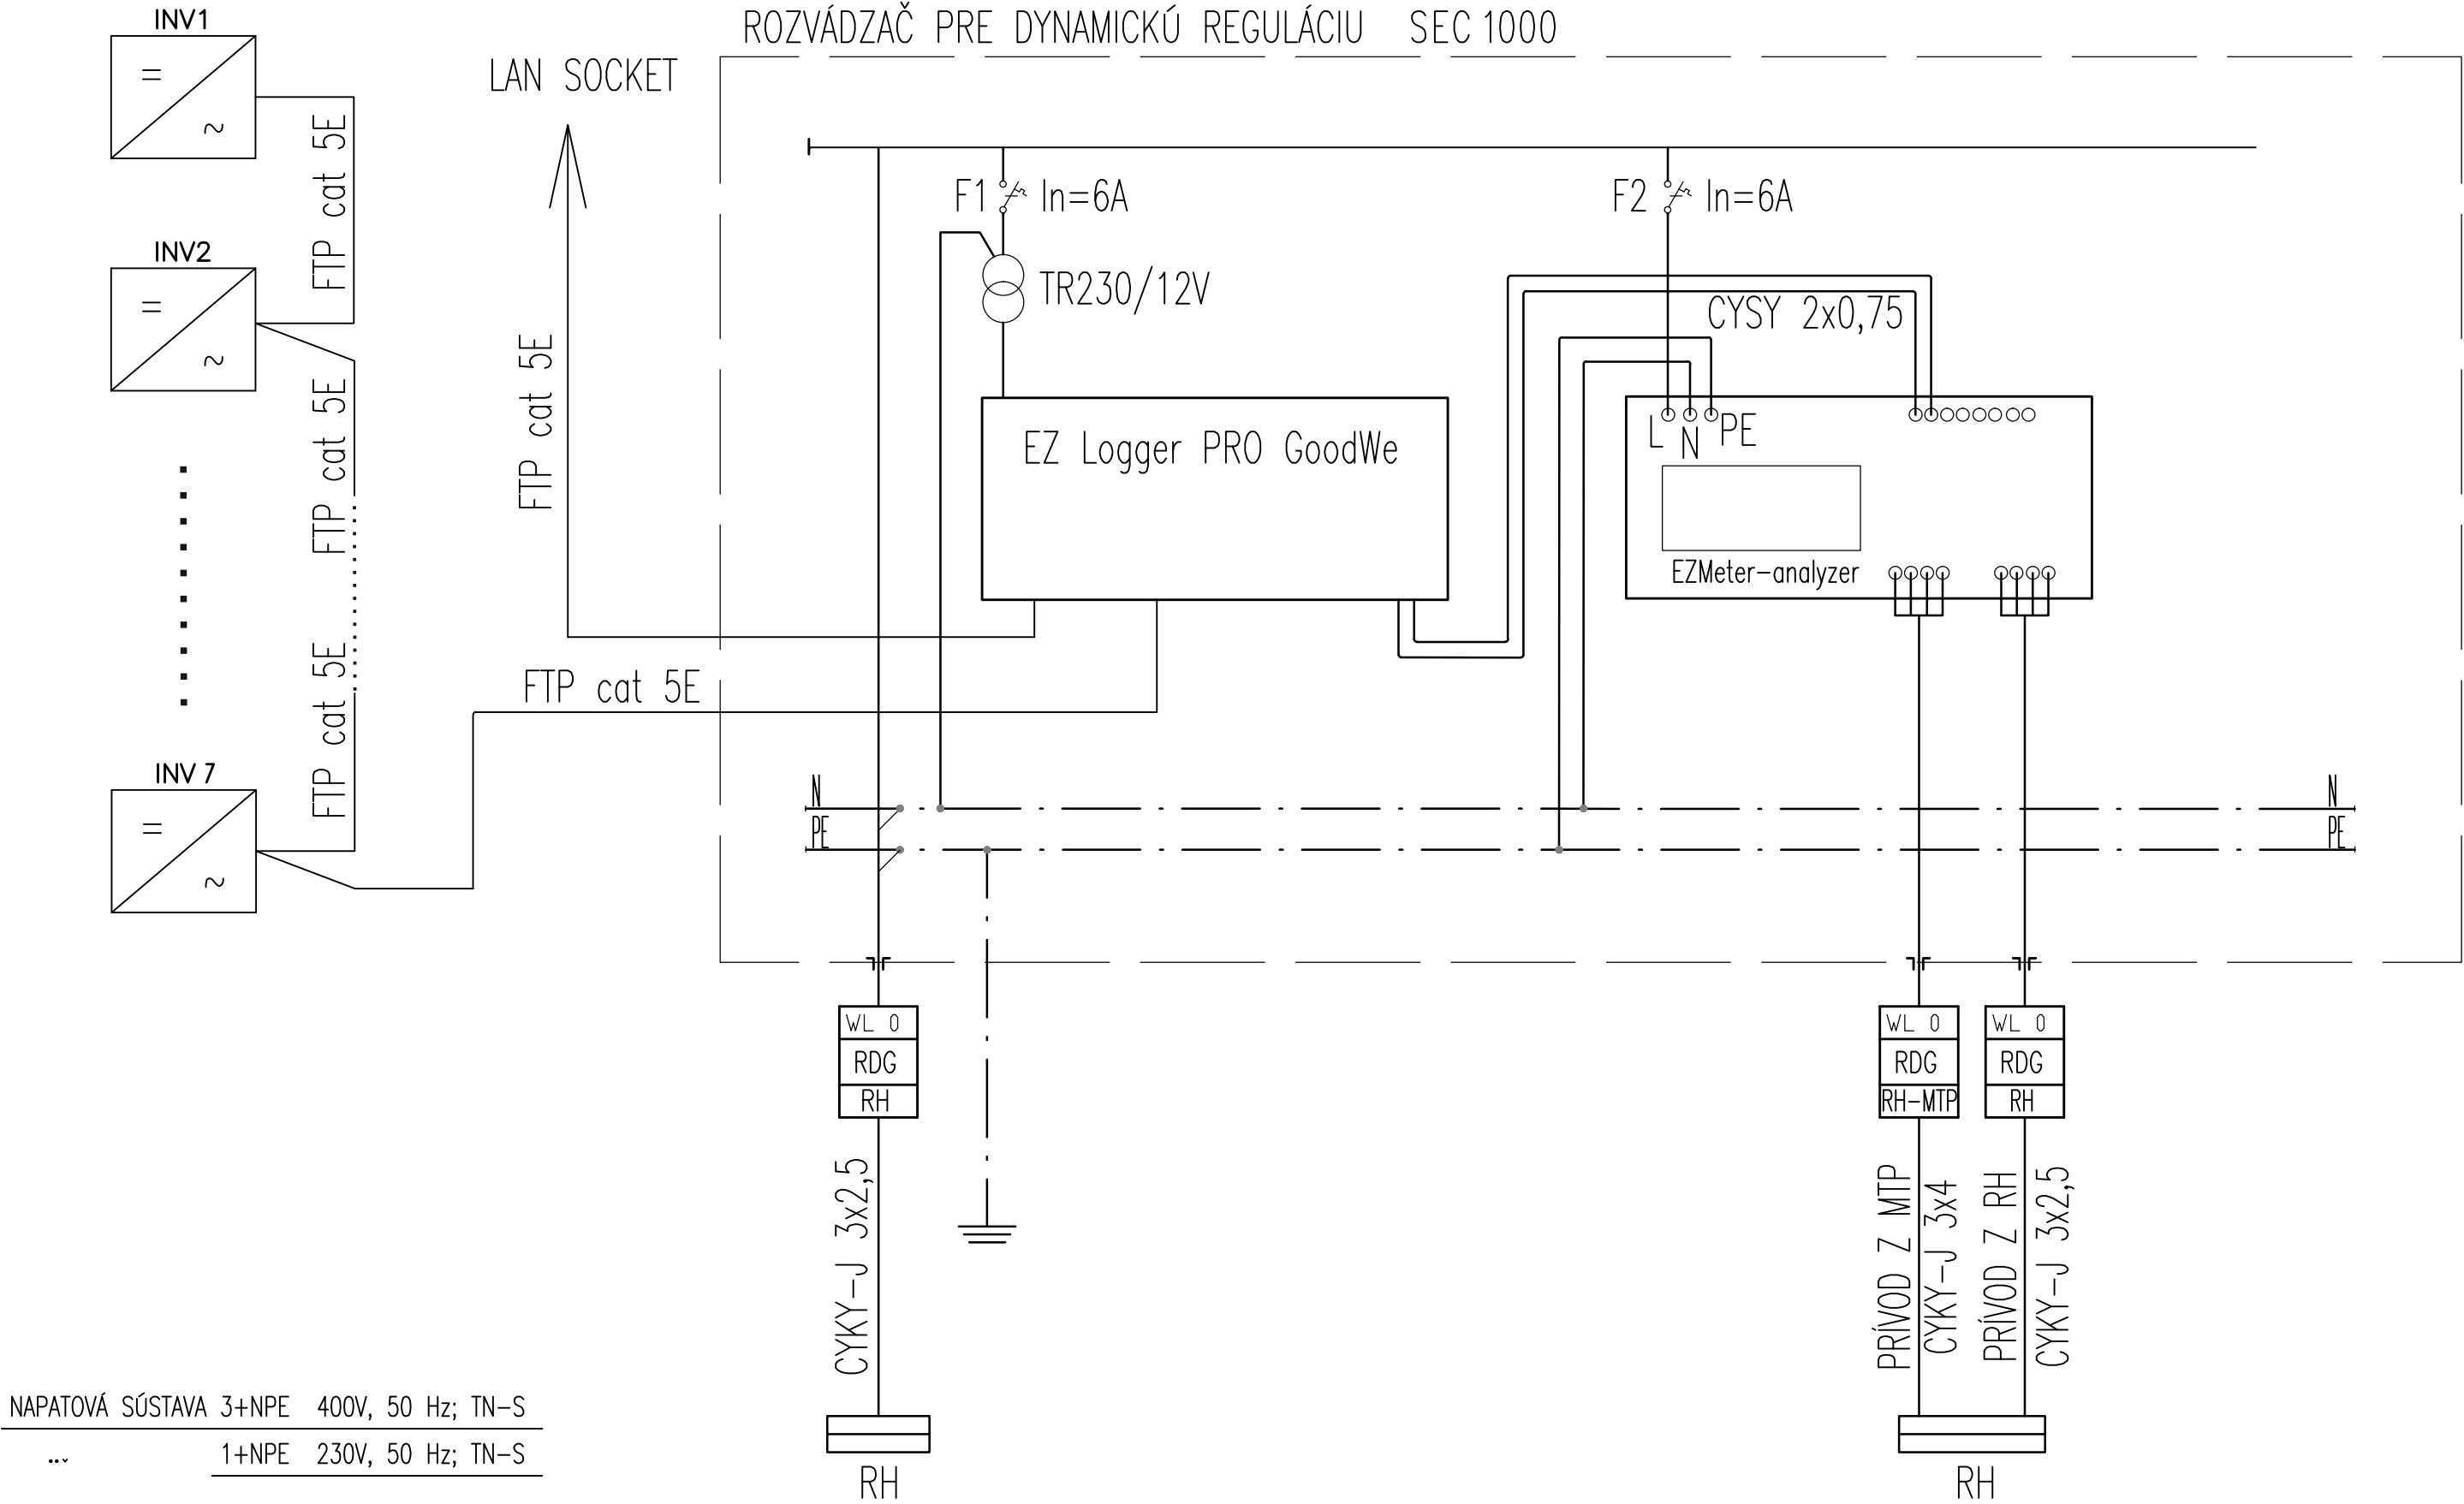 ROZVÁDZAČ PRE DYNAMICKÚ REGULÁCIU SEC 1000
INV1
LAN SOCKET
FTP cat 5E
F1 In=6A
F2 In=6A
INV2
TR230/12V
CYSY 2x0,75
FTP cat 5E
FTP cat 5E
L N PE
EZ Logger PRO GoodWe
FTP cat 5E
EZMeter-analyzer
FTP cat 5E
FTP cat 5E
INV 7
N
N
PE
PE
WL 0
RDG
RH
WL 0
RDG
RH-MTP
WL 0
RDG
RH
CYKY-J 3x2,5
PRÍVOD Z MTP
CYKY-J 3x4
PRÍVOD Z RH
CYKY-J 3x2,5
NAPATOVÁ SÚSTAVA 3+NPE 400V, 50 Hz; TN-S
1+NPE 230V, 50 Hz; TN-S
RH
RH